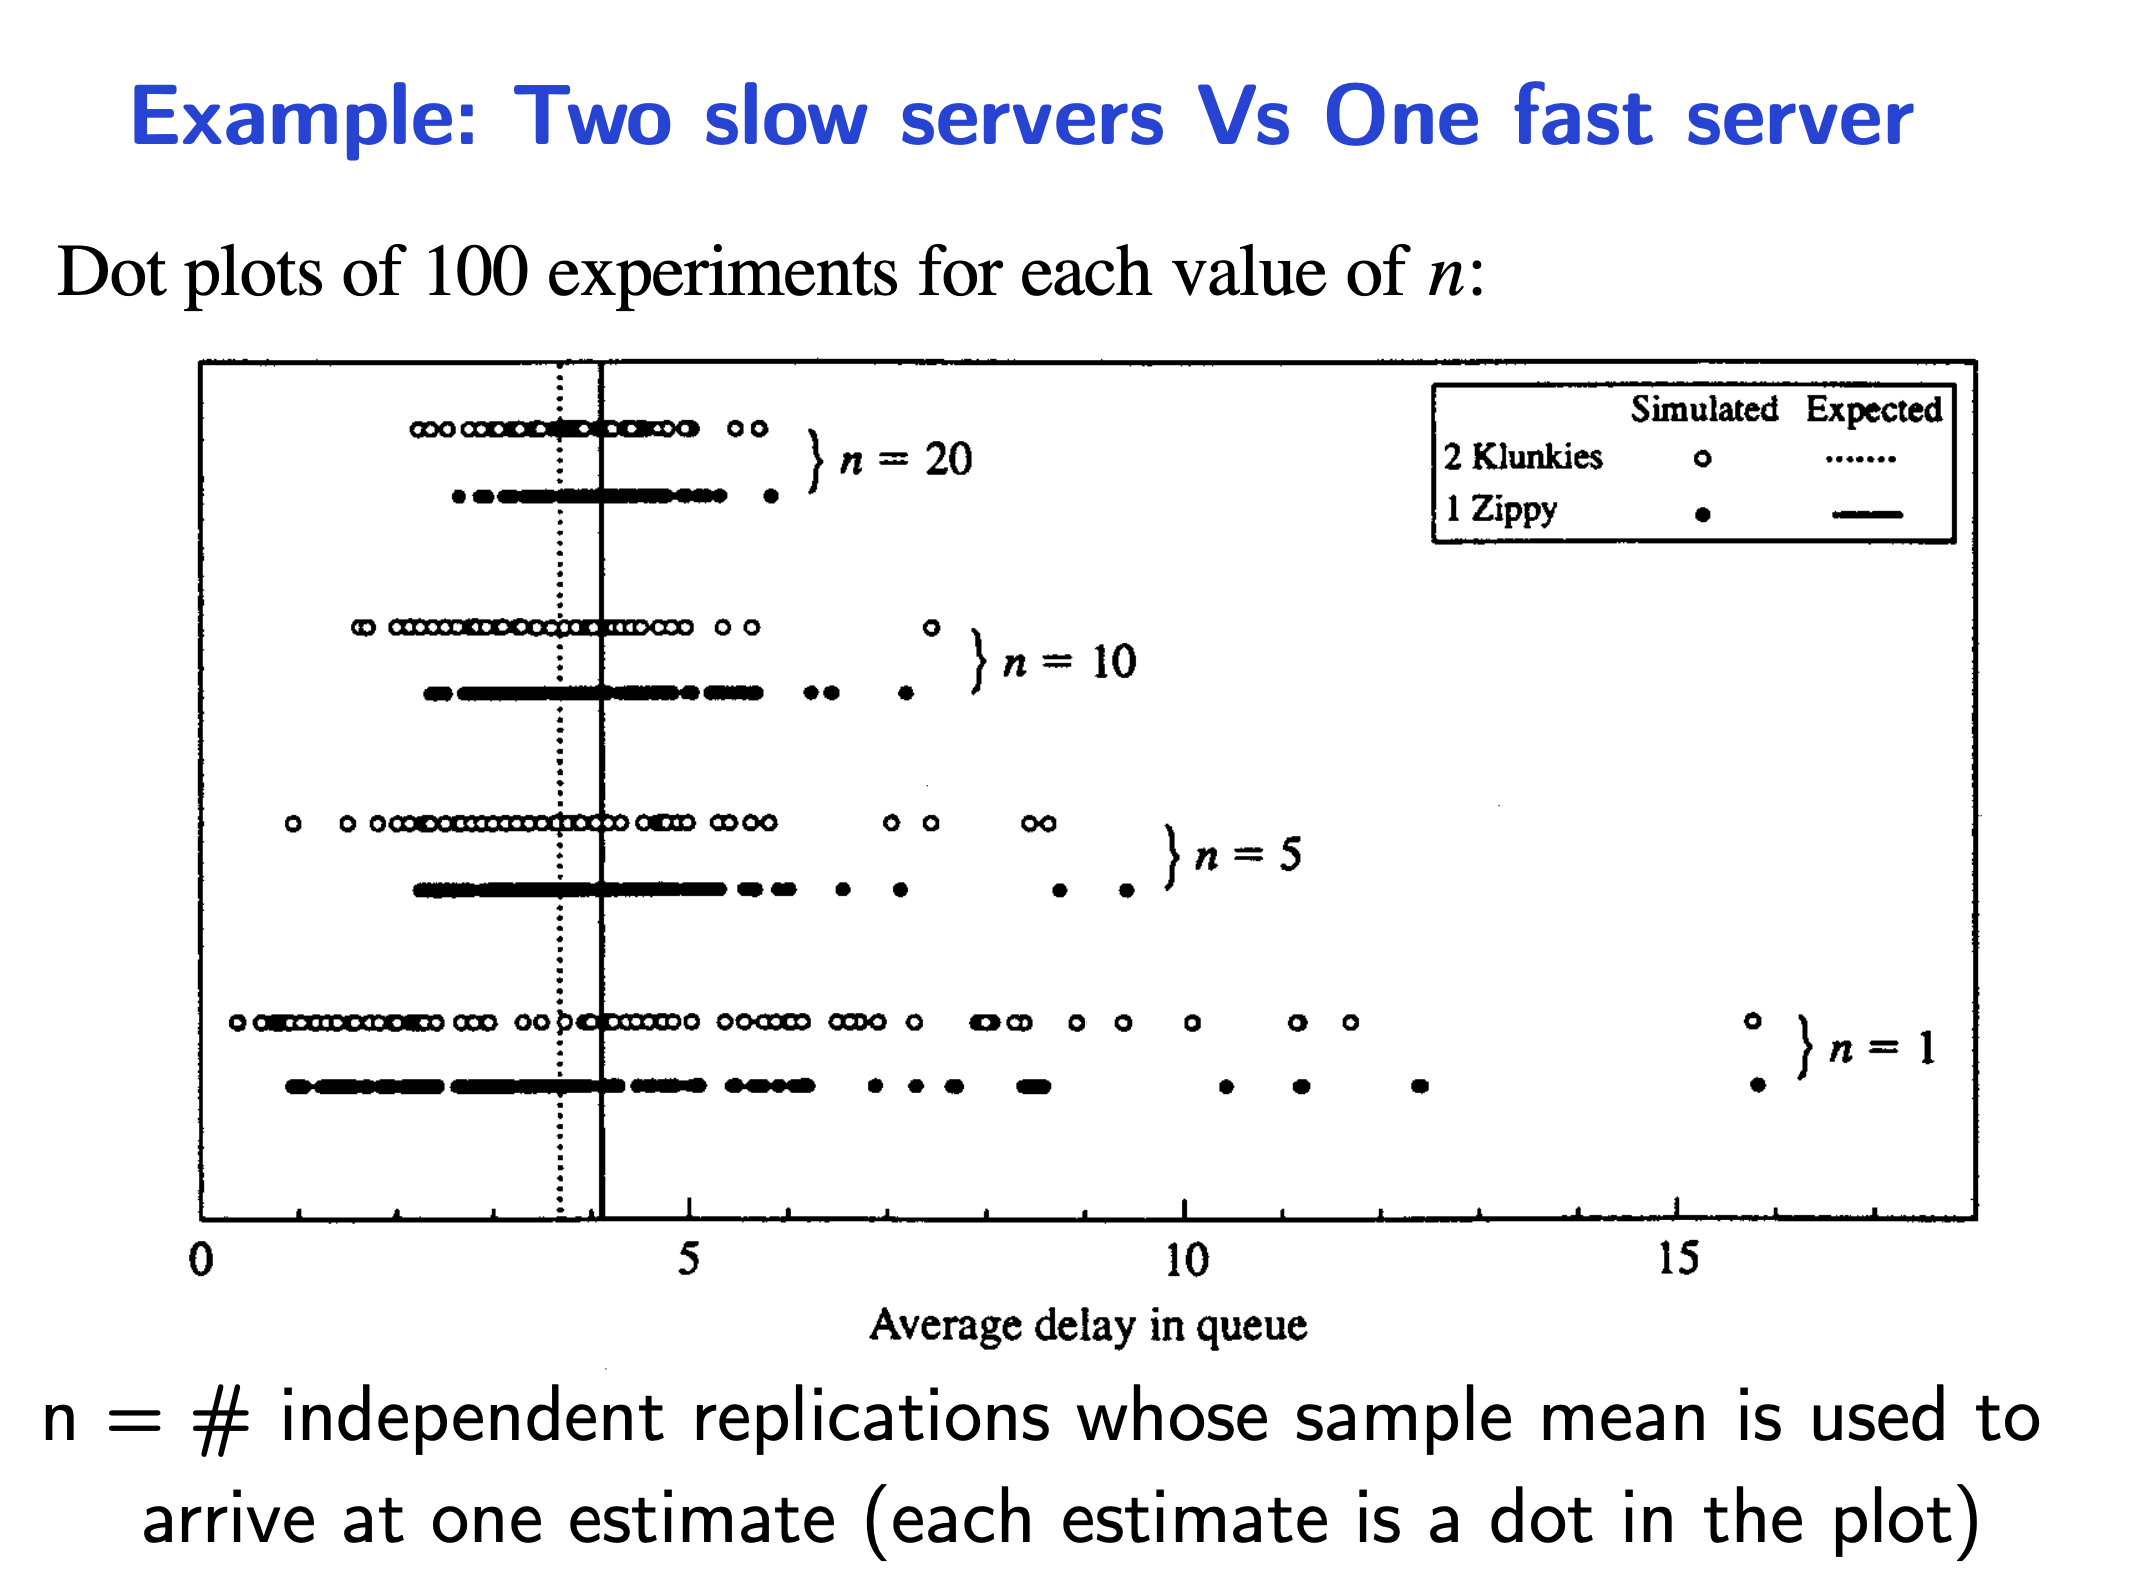 Example: Two slow servers Vs One fast server
Dot plots of 100 experiments for each value of n:
Simulated Expected
2 Klunkies
1 Zippy
} n = 20
} n = 10
} n = 5
} n = 1
0 5 10 15
Average delay in queue
n = # independent replications whose sample mean is used to
arrive at one estimate (each estimate is a dot in the plot)